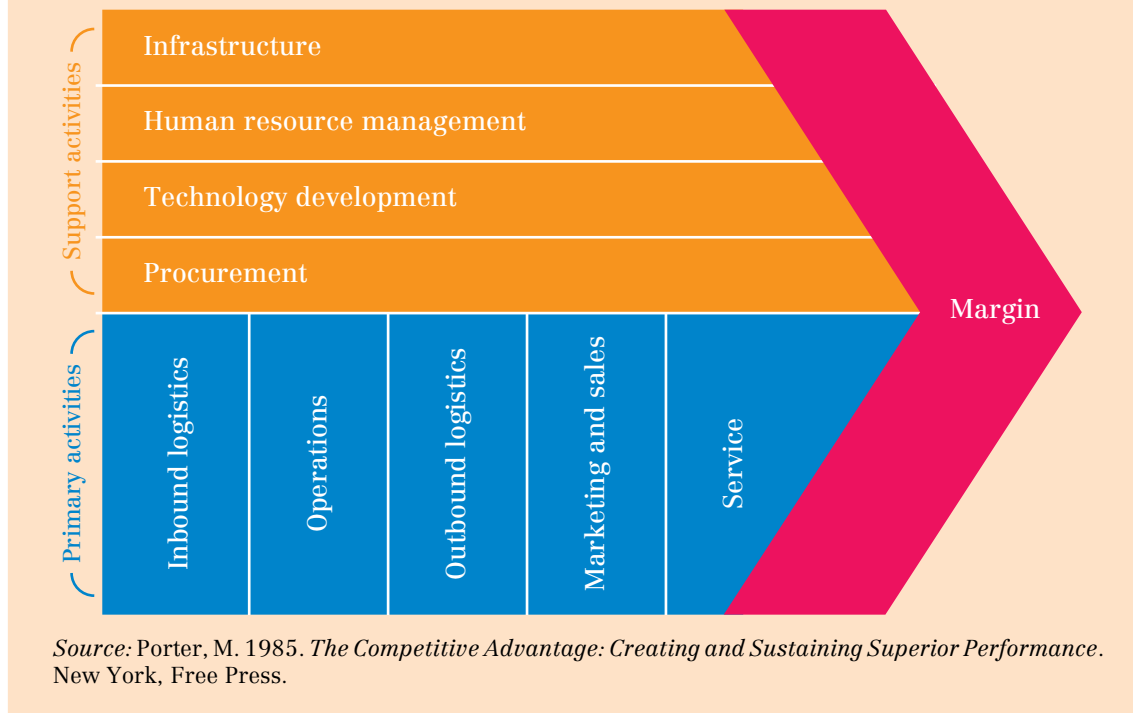 Support activities
Infrastructure
Human resource management
Technology development
Procurement
Margin
Primary activities
Inbound logistics
Operations
Outbound logistics
Marketing and sales
Service
Source: Porter, M. 1985. The Competitive Advantage: Creating and Sustaining Superior Performance.
New York, Free Press.